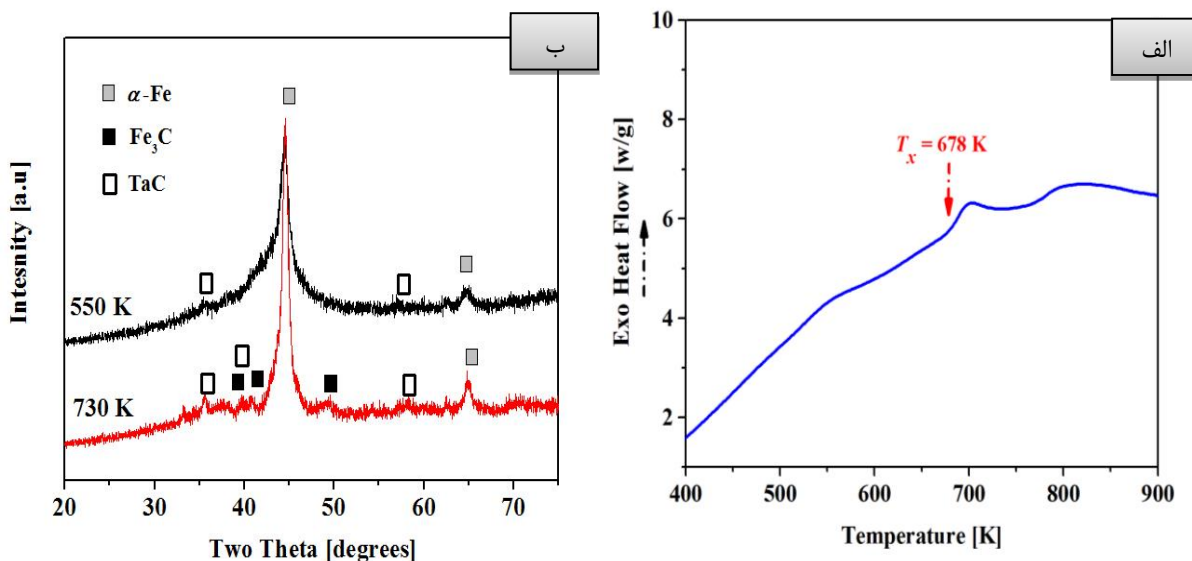 ب
α-Fe
Fe3C
TaC
550 K
730 K
Intesnity [a.u]
20 30 40 50 60 70
Two Theta [degrees]
الف
10
8
6
4
2
Tx = 678 K
Exo Heat Flow [w/g]
400 500 600 700 800 900
Temperature [K]